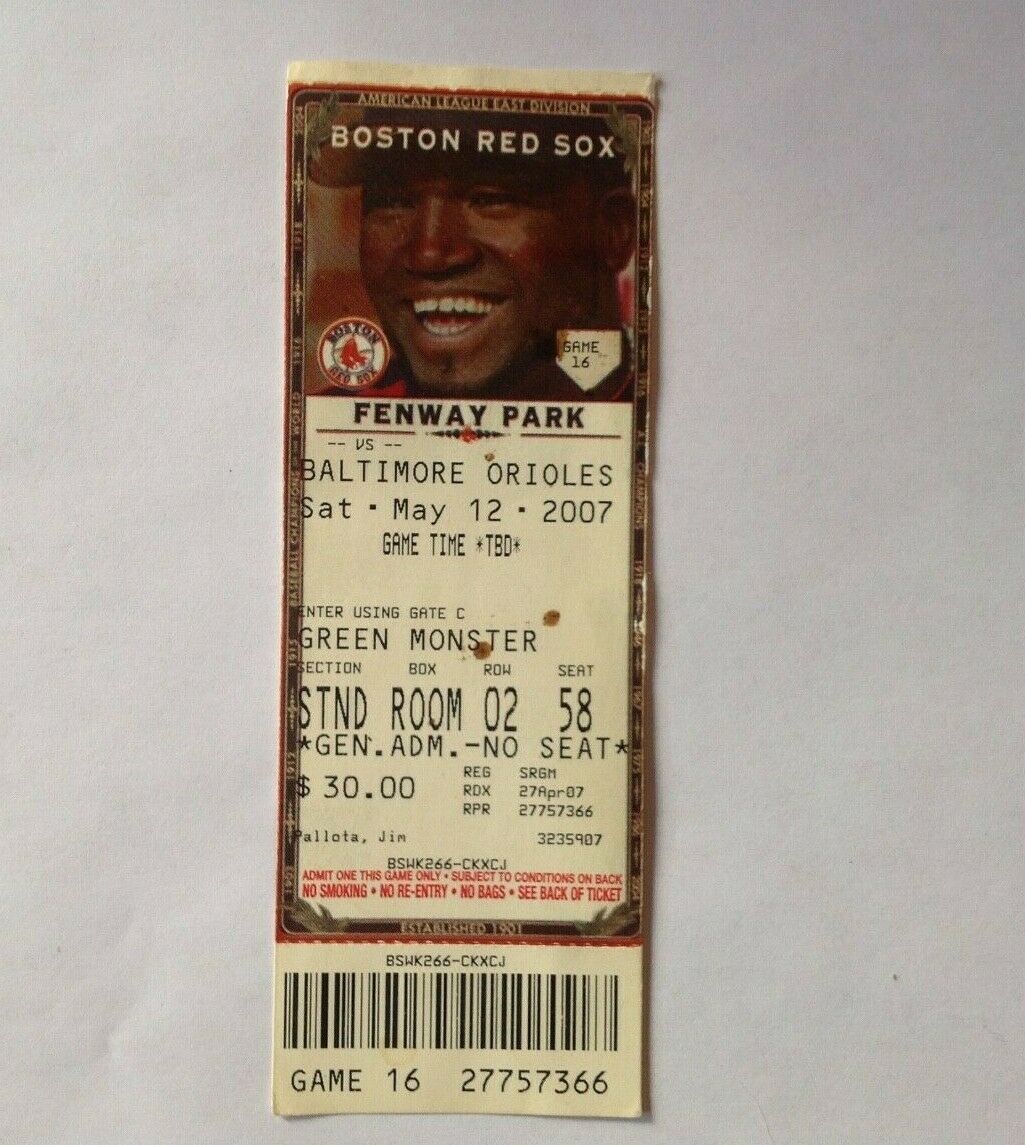 AMERICAN LEAGUE EAST DIVISION
BOSTON RED SOX
BOSTON
RED SOX
GAME
16
FENWAY PARK
-- VS --
BALTIMORE ORIOLES
Sat · May 12 · 2007
GAME TIME *TBD*
ENTER USING GATE C
GREEN MONSTER
SECTION BOX ROW SEAT
STND ROOM 02 58
*GEN.ADM.-NO SEAT*
$ 30.00
REG SRGM
RDX 27Apr07
RPR 27757366
Pallota, Jim 3235907
BSWK266-CKXCJ
ADMIT ONE THIS GAME ONLY • SUBJECT TO CONDITIONS ON BACK
NO SMOKING • NO RE-ENTRY • NO BAGS • SEE BACK OF TICKET
ESTABLISHED 1901
BSWK266-CKXCJ
GAME 16 27757366